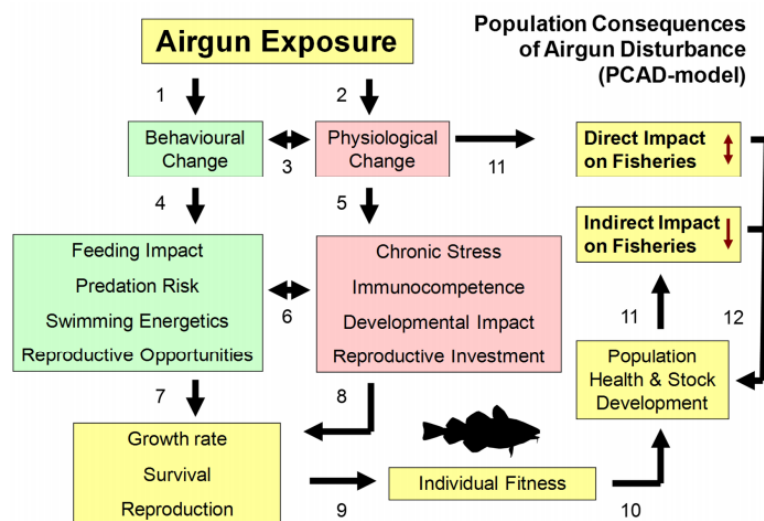 Airgun Exposure
Population Consequences
of Airgun Disturbance
(PCAD-model)
1
2
Behavioural
Change
3
Physiological
Change
11
Direct Impact
on Fisheries
4
5
Indirect Impact
on Fisheries
Feeding Impact
Predation Risk
Swimming Energetics
Reproductive Opportunities
6
Chronic Stress
Immunocompetence
Developmental Impact
Reproductive Investment
11
12
7
8
Population
Health & Stock
Development
Growth rate
Survival
Reproduction
9
Individual Fitness
10